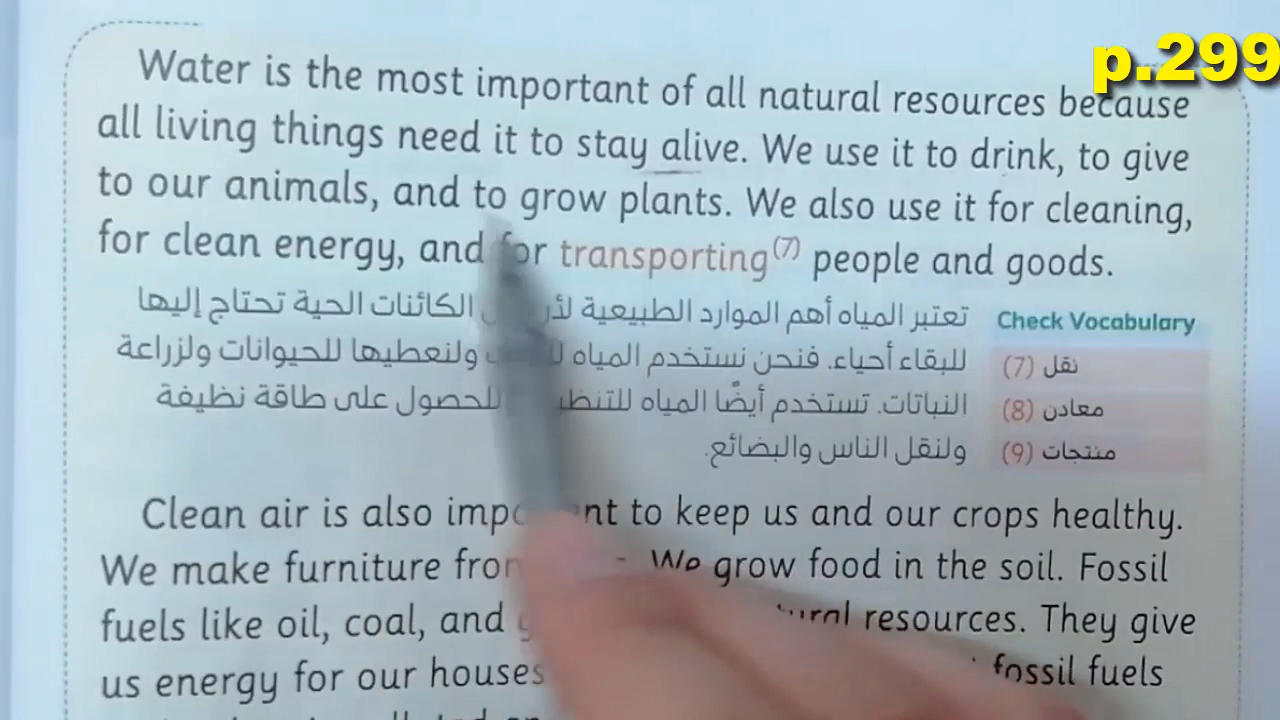 p.299
Water is the most important of all natural resources because
all living things need it to stay alive. We use it to drink, to give
to our animals, and to grow plants. We also use it for cleaning,
for clean energy, and for transporting(7) people and goods.
تعتبر المياه أهم الموارد الطبيعية الكائنات الحية تحتاج إليها
للبقاء أحياء. فنحن نستخدم المياه ولنعطيها للحيوانات ولزراعة
النباتات. تستخدم أيضًا المياه للحصول على طاقة نظيفة
ولنقل الناس والبضائع.
Check Vocabulary
(7) نقل
(8) معادن
(9) منتجات
Clean air is also important to keep us and our crops healthy.
We make furniture from We grow food in the soil. Fossil
fuels like oil, coal, and resources. They give
us energy for our houses fossil fuels